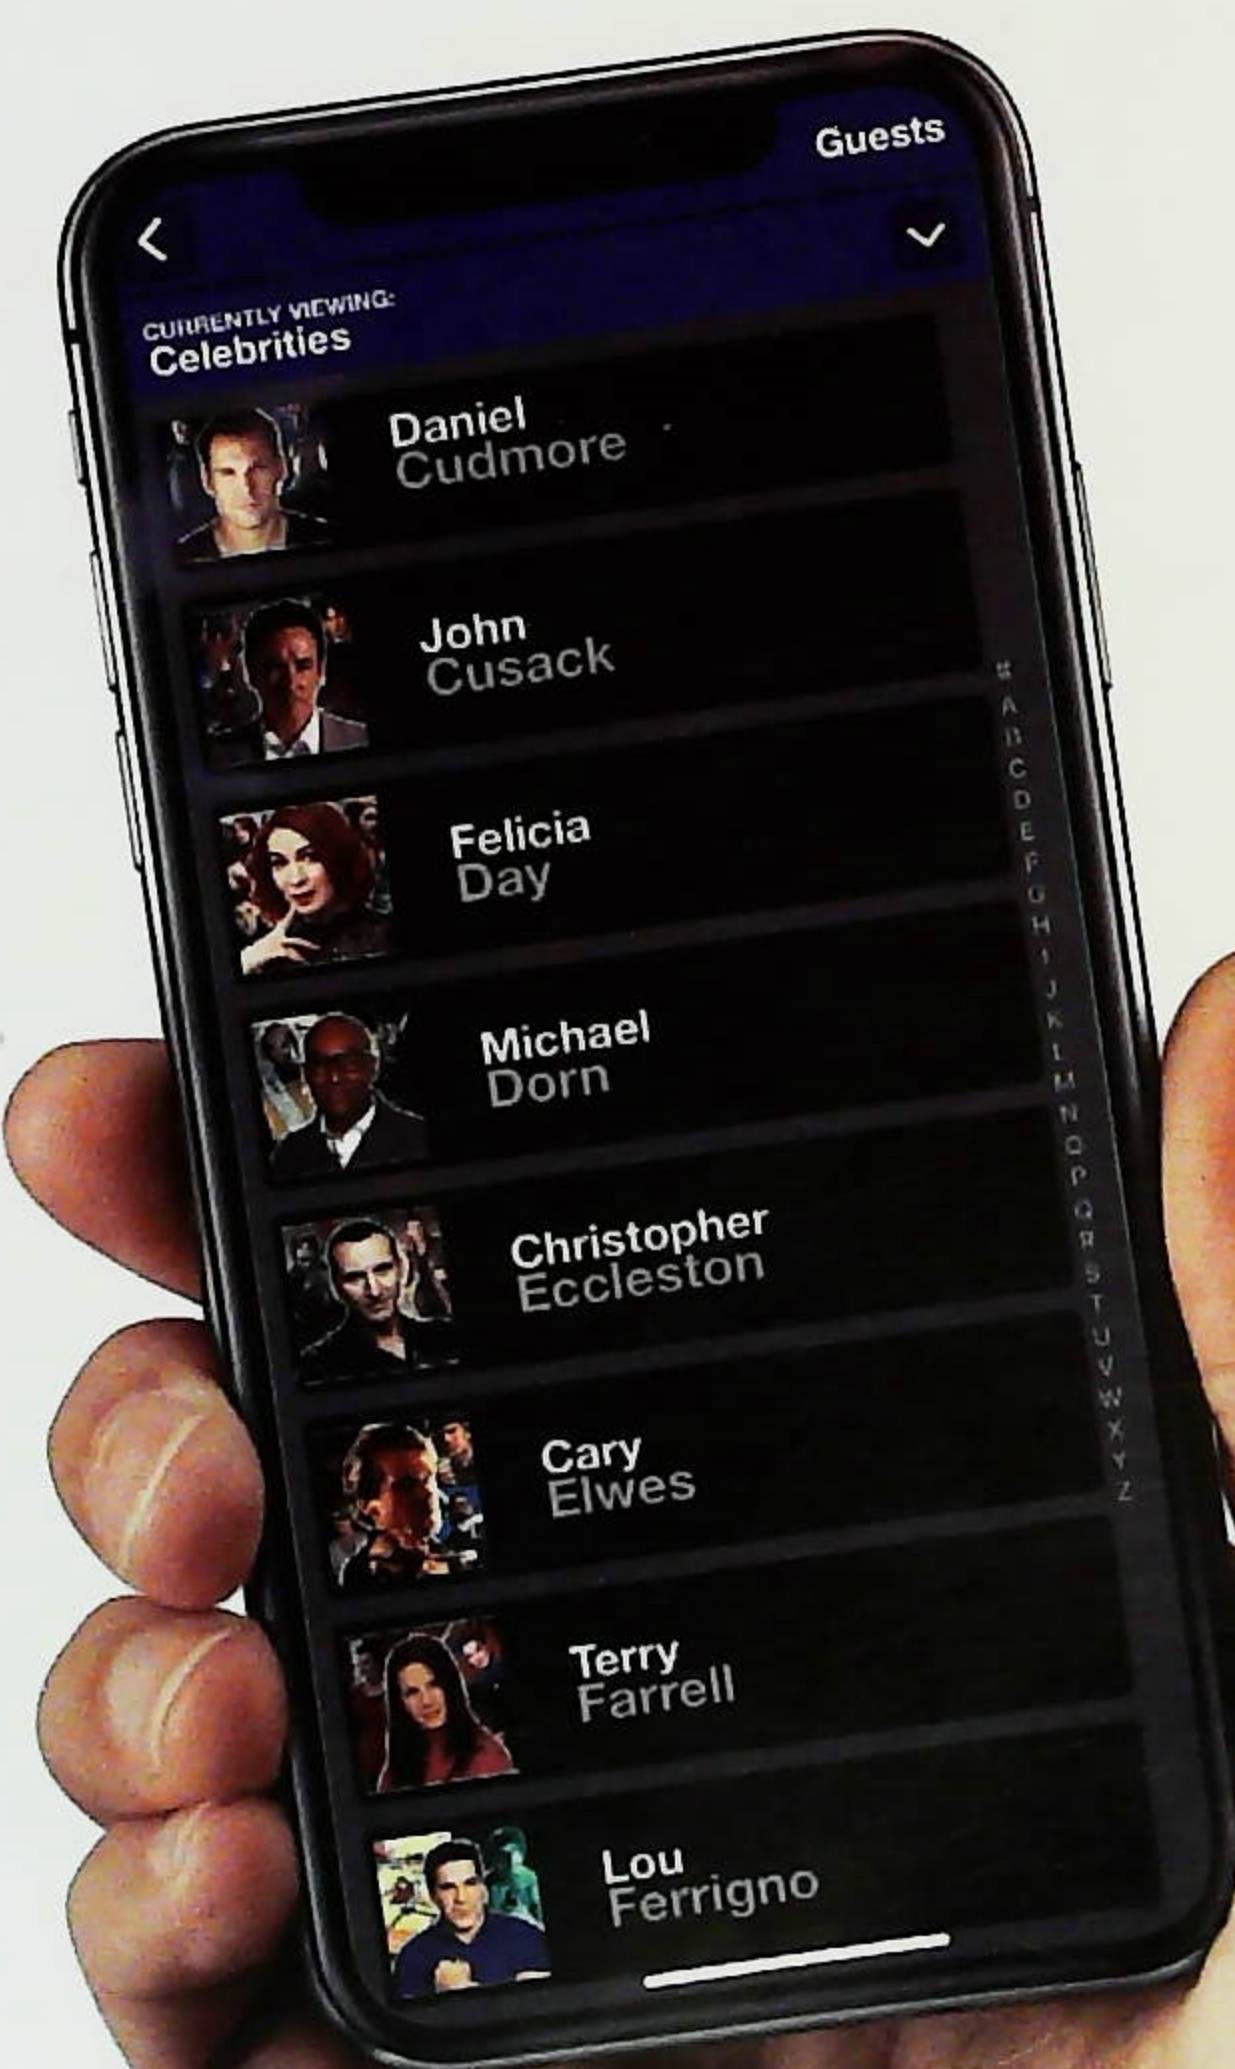 Guests
CURRENTLY VIEWING:
Celebrities
Daniel
Cudmore
John
Cusack
Felicia
Day
Michael
Dorn
Christopher
Eccleston
Cary
Elwes
Terry
Farrell
Lou
Ferrigno
#
A
B
C
D
E
F
G
H
I
J
K
L
M
N
O
P
Q
R
S
T
U
V
W
X
Y
Z